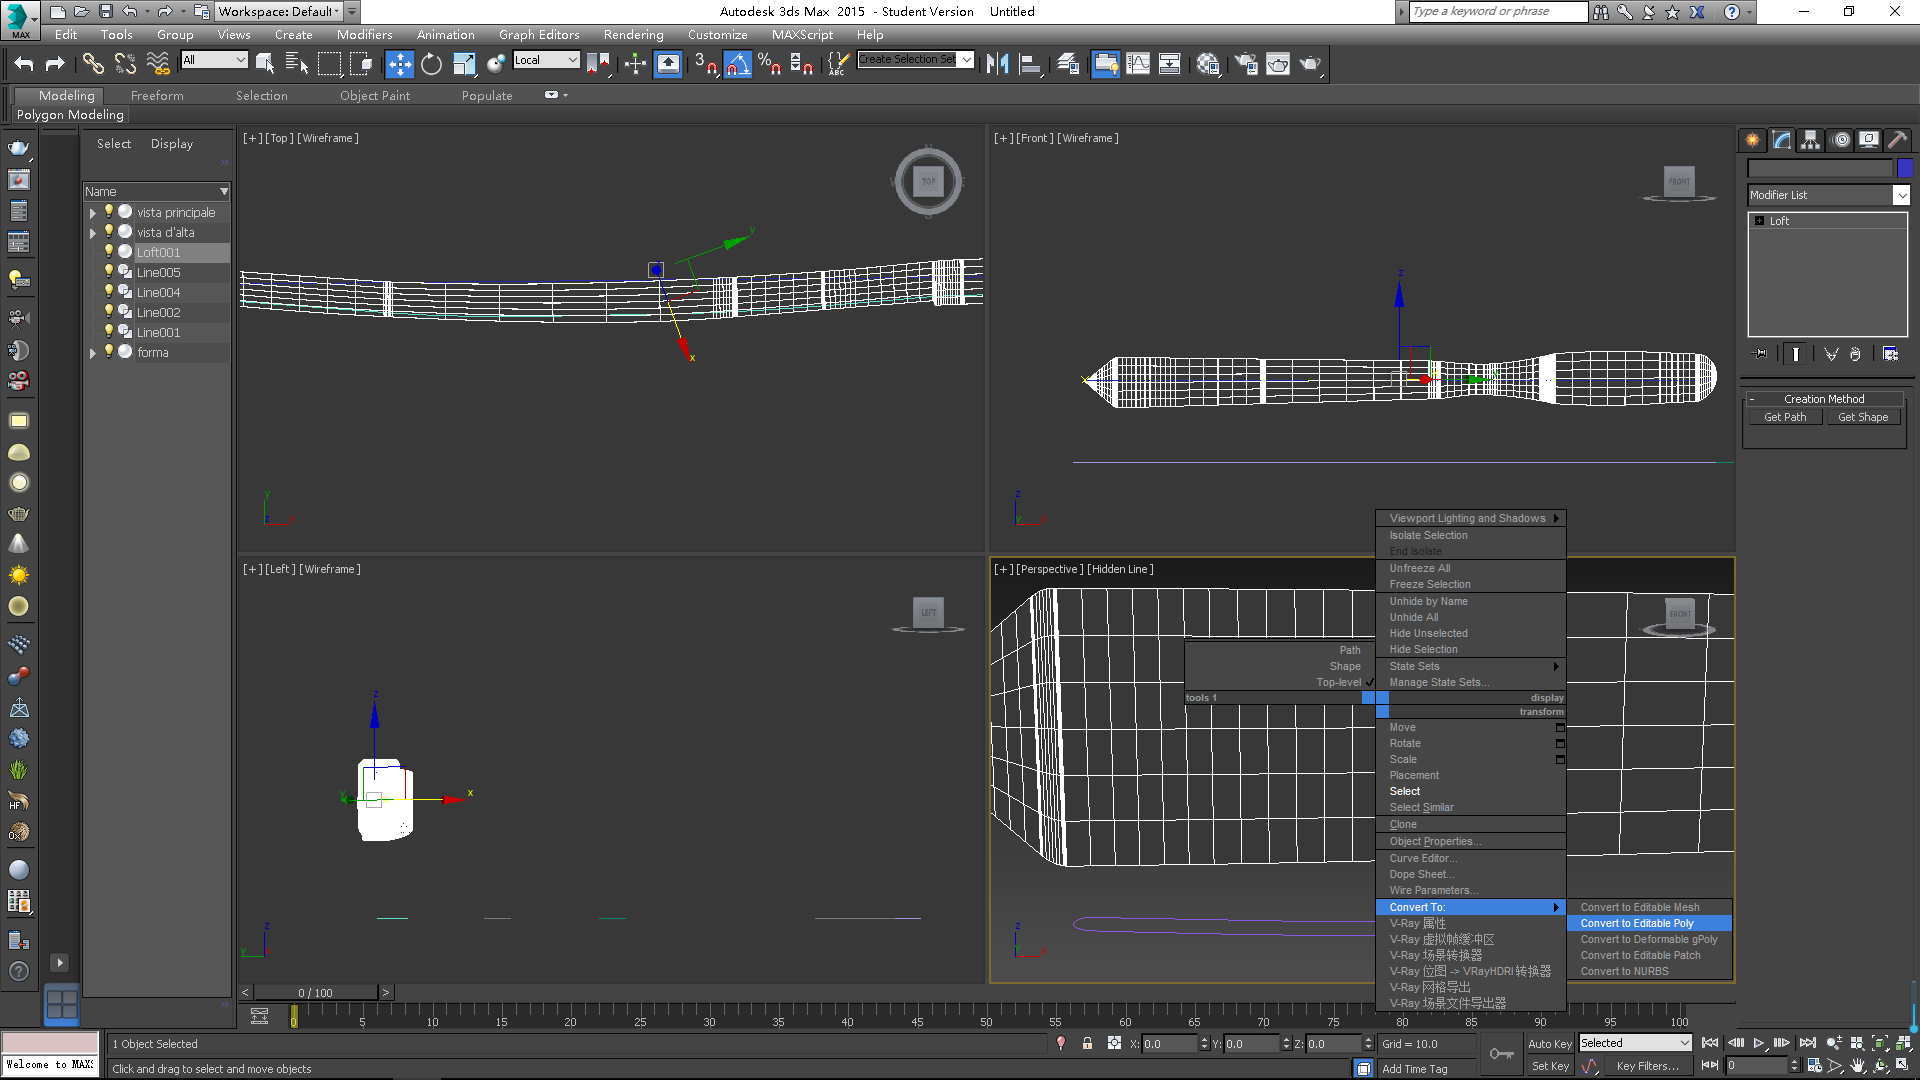 Workspace: Default
Autodesk 3ds Max 2015 - Student Version Untitled
Type a keyword or phrase
MAX
Edit Tools Group Views Create Modifiers Animation Graph Editors Rendering Customize MAXScript Help
All
Local
3
%
ABC
Create Selection Set
Modeling Freeform Selection Object Paint Populate
Polygon Modeling
Select Display
Name
vista principale
vista d'alta
Loft001
Line005
Line004
Line002
Line001
forma
[+] [Top] [Wireframe]
TOP
y
x
[+] [Front] [Wireframe]
FRONT
z
[+] [Left] [Wireframe]
LEFT
z
x
y
[+] [Perspective] [Hidden Line]
FRONT
Modifier List
Loft
- Creation Method
Get Path Get Shape
Path
Shape
Top-level
tools 1
Viewport Lighting and Shadows
Isolate Selection
End Isolate
Unfreeze All
Freeze Selection
Unhide by Name
Unhide All
Hide Unselected
Hide Selection
State Sets
Manage State Sets...
display
transform
Move
Rotate
Scale
Placement
Select
Select Similar
Clone
Object Properties...
Curve Editor...
Dope Sheet...
Wire Parameters...
Convert To:
V-Ray 属性
V-Ray 虚拟帧缓冲区
V-Ray 场景转换器
V-Ray 位图 -> VRayHDRI 转换器
V-Ray 网格导出
V-Ray 场景文件导出器
Convert to Editable Mesh
Convert to Editable Poly
Convert to Deformable gPoly
Convert to Editable Patch
Convert to NURBS
HF
Ox
< 0 / 100 >
0 5 10 15 20 25 30 35 40 45 50 55 60 65 70 75 80 85 90 95 100
1 Object Selected
X: 0.0 Y: 0.0 Z: 0.0 Grid = 10.0
Auto Key Selected
Welcome to MAX:
Click and drag to select and move objects
Add Time Tag
Set Key Key Filters...
0